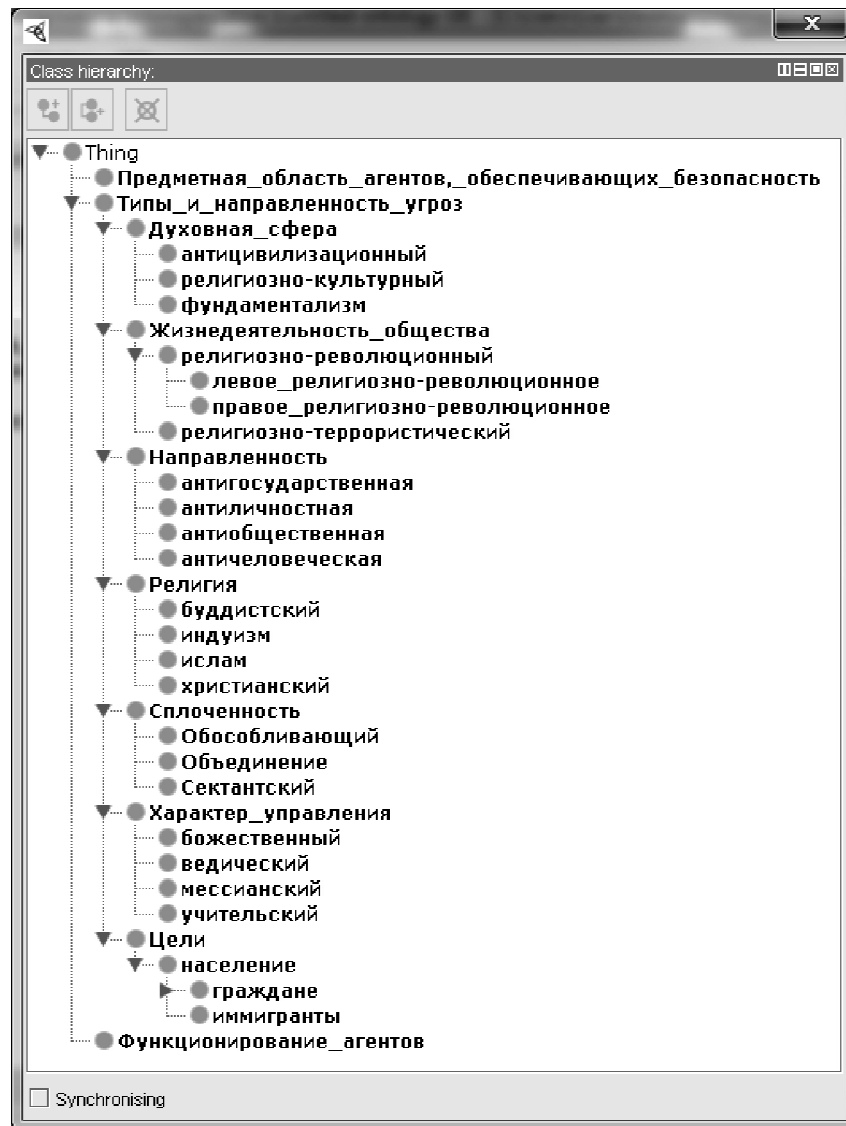 Class hierarchy:
Thing
Предметная_область_агентов,_обеспечивающих_безопасность
Типы_и_направленность_угроз
Духовная_сфера
антицивилизационный
религиозно-культурный
фундаментализм
Жизнедеятельность_общества
религиозно-революционный
левое_религиозно-революционное
правое_религиозно-революционное
религиозно-террористический
Направленность
антигосударственная
антиличностная
антиобщественная
античеловеческая
Религия
буддистский
индуизм
ислам
христианский
Сплоченность
Обособливающий
Объединение
Сектантский
Характер_управления
божественный
ведический
мессианский
учительский
Цели
население
граждане
иммигранты
Функционирование_агентов
Synchronising